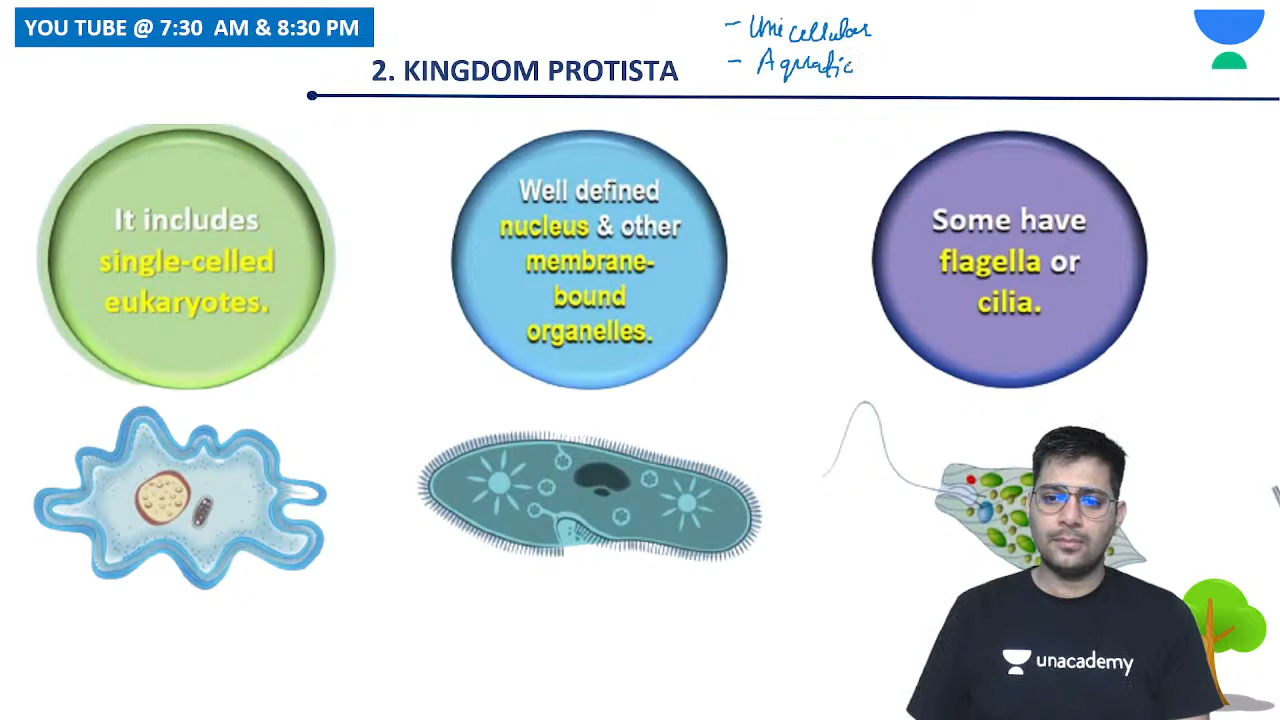 YOU TUBE @ 7:30 AM & 8:30 PM
- Unicellular
- Aquatic
2. KINGDOM PROTISTA
It includes
single-celled
eukaryotes.
Well defined
nucleus & other
membrane-
bound
organelles.
Some have
flagella or
cilia.
unacademy